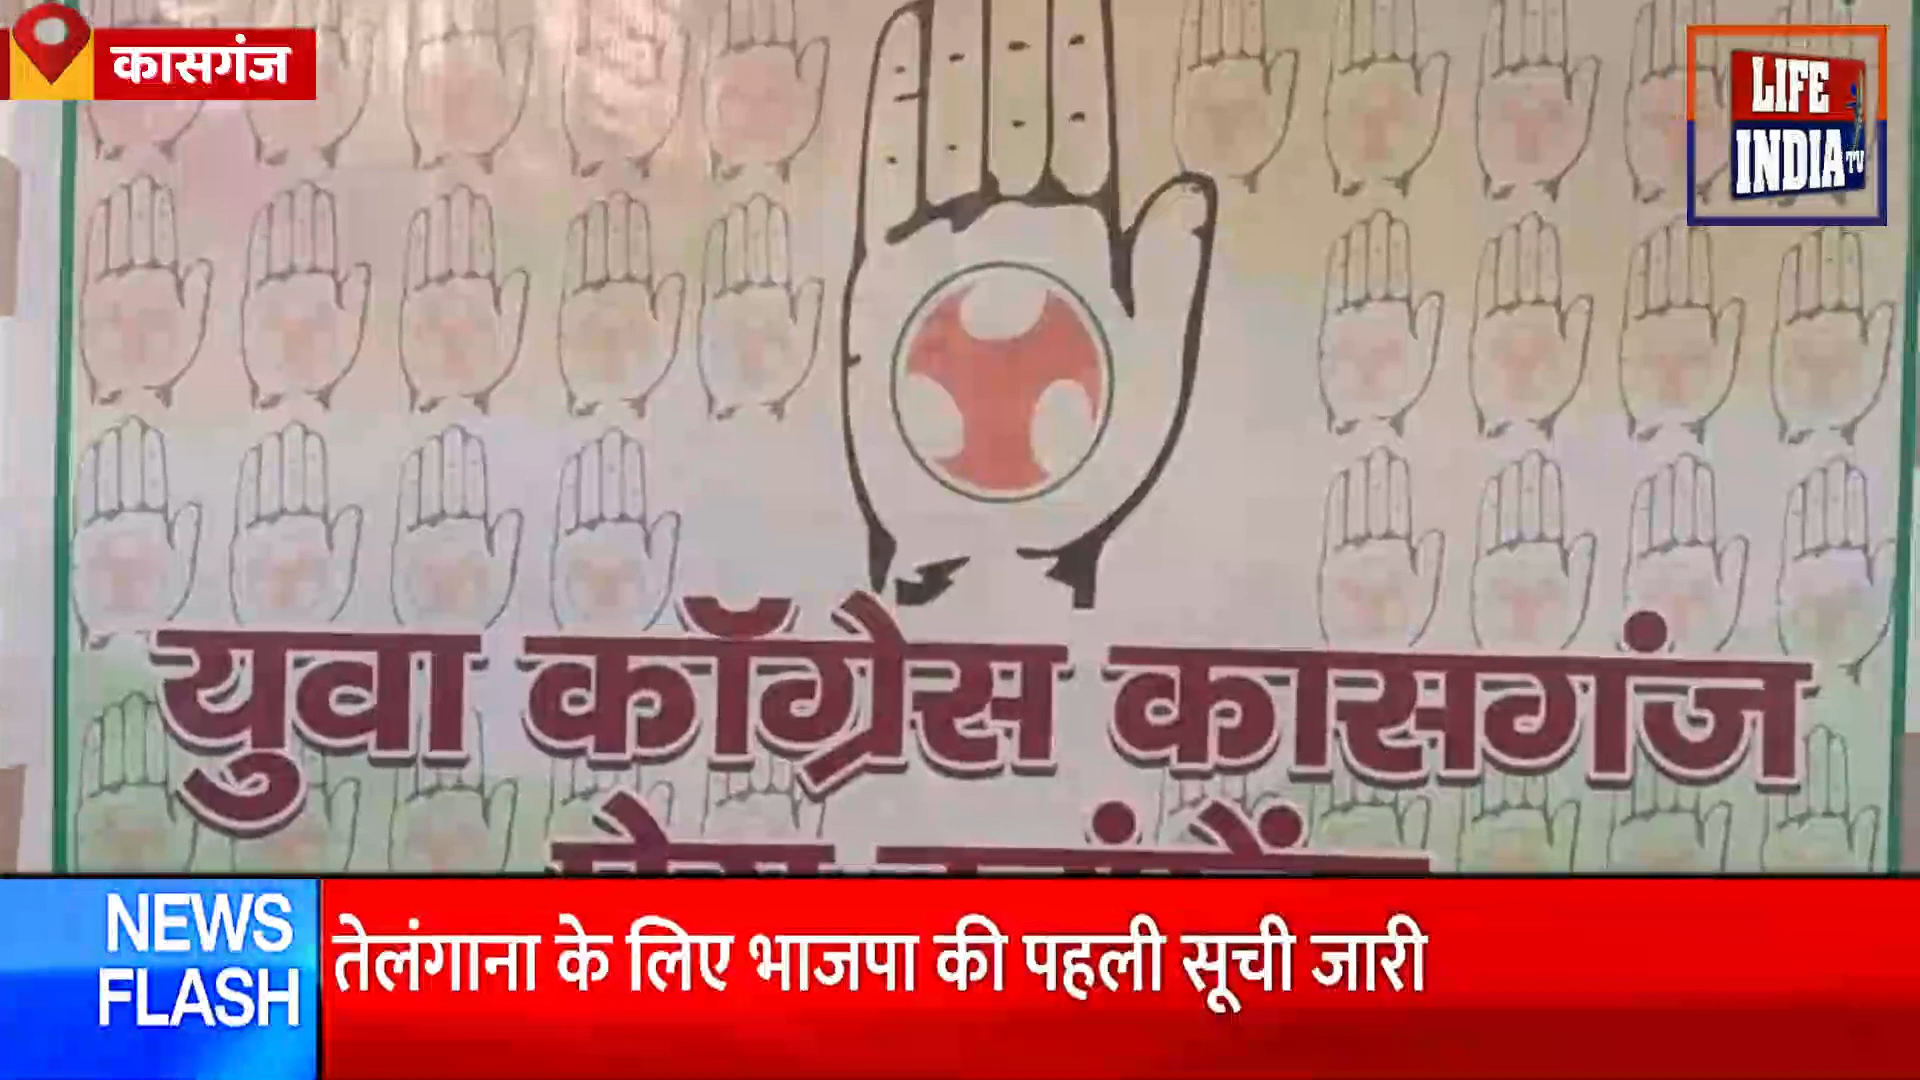 कासगंज
LIFE
INDIA TV
युवा कॉग्रेस कासगंज
NEWS
FLASH
तेलंगाना के लिए भाजपा की पहली सूची जारी